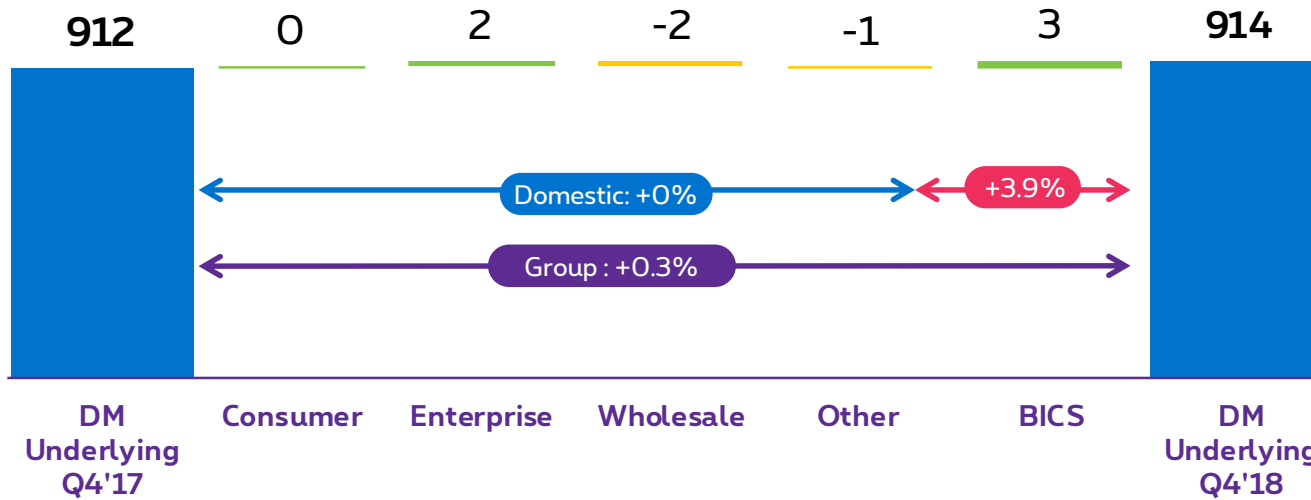 912 0 2 -2 -1 3 914
Domestic: +0% +3.9%
Group : +0.3%
DM Underlying Q4'17
Consumer
Enterprise
Wholesale
Other
BICS
DM Underlying Q4'18